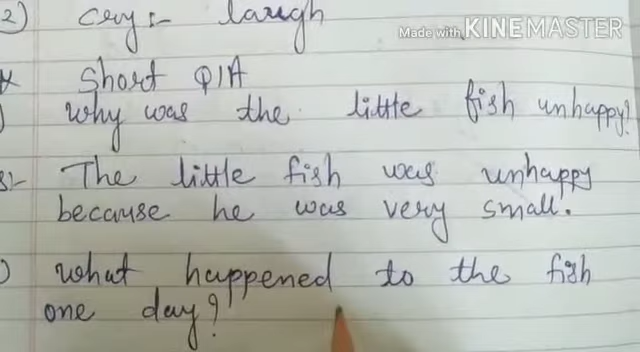 2) cry :- laugh
Made with KINEMASTER
* Short Q/A
Why was the little fish unhappy?
The little fish was unhappy
because he was very small.
What happened to the fish
one day?